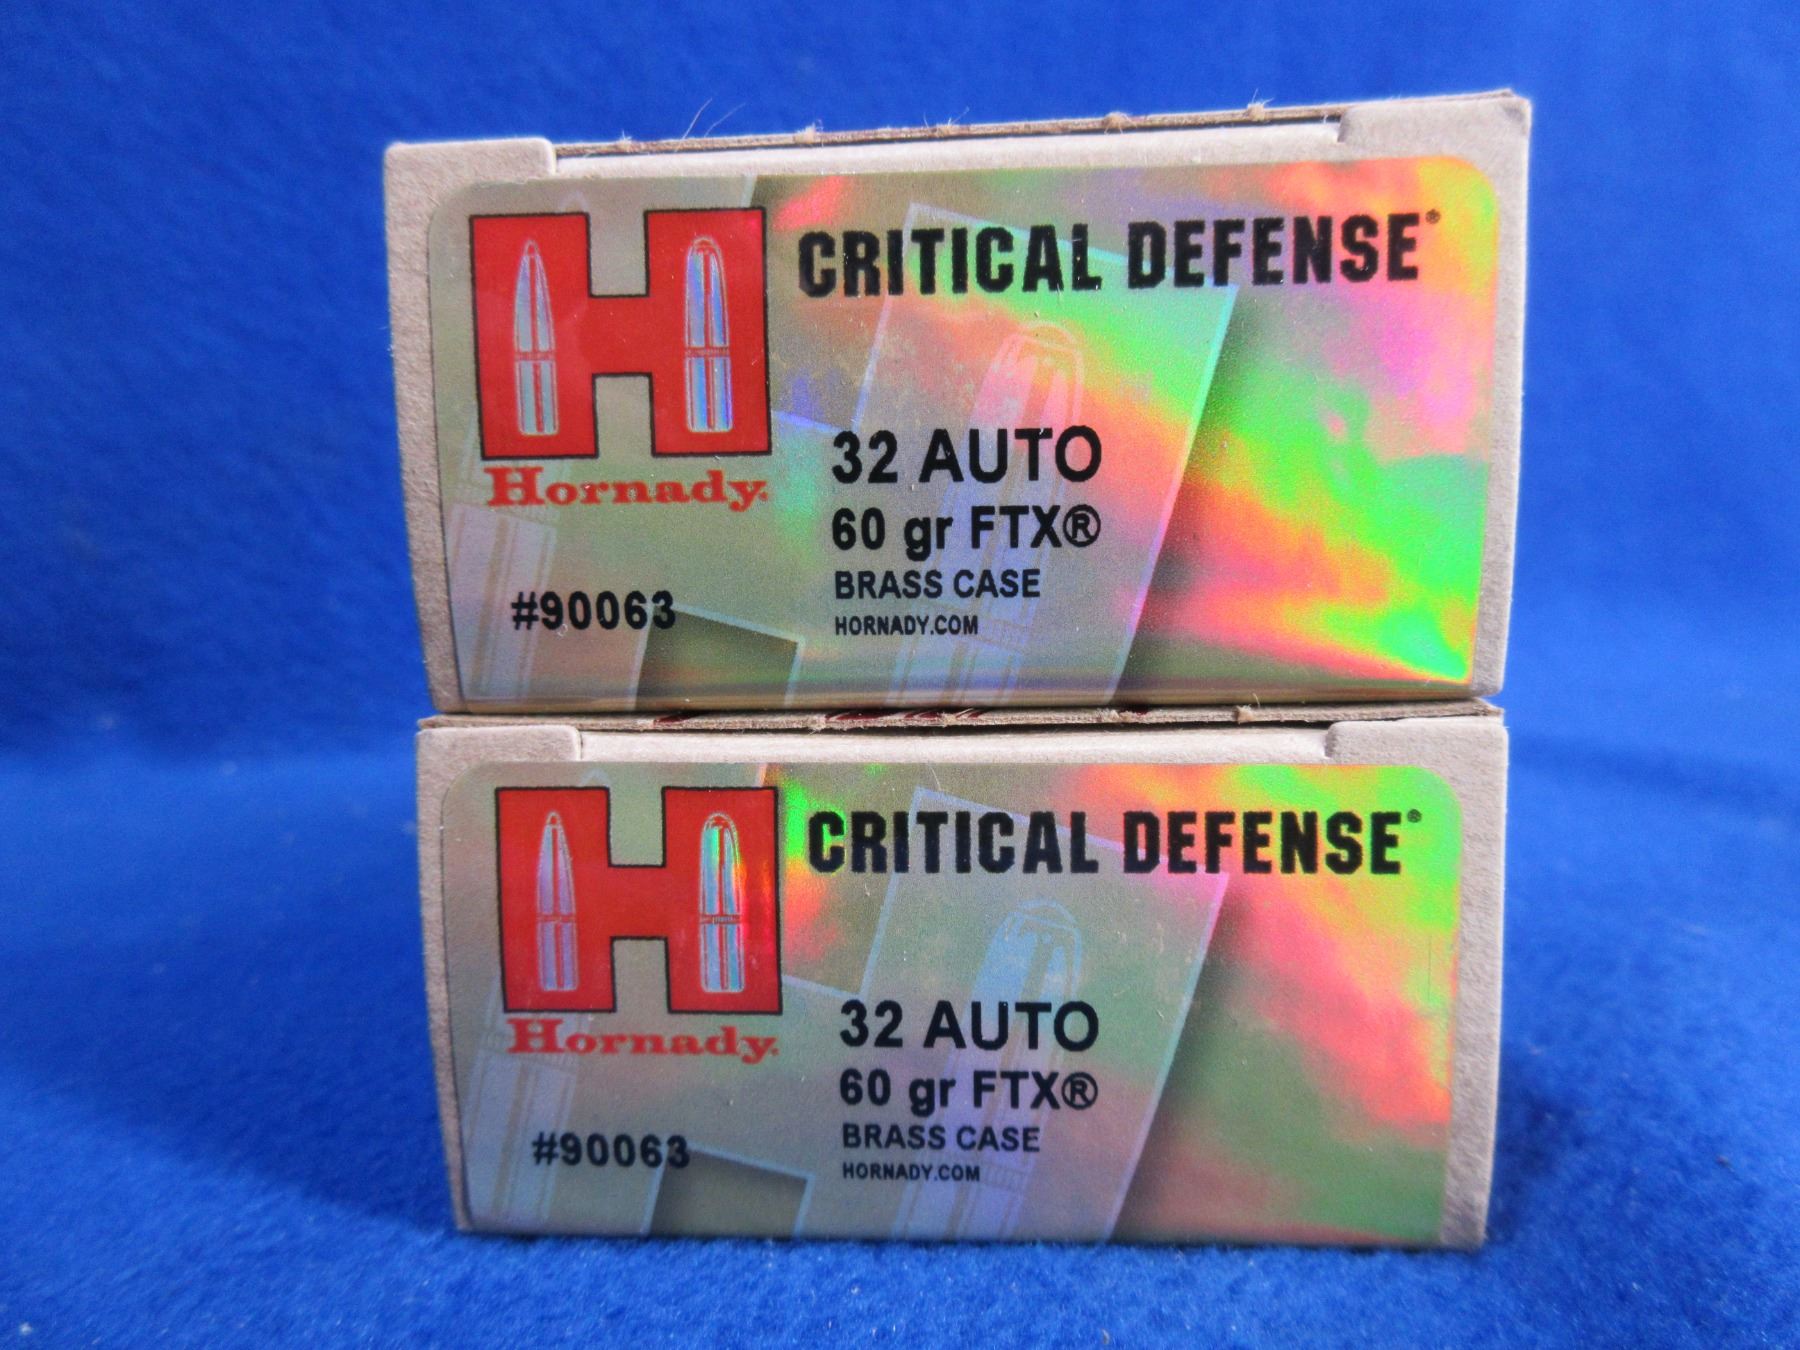 CRITICAL DEFENSE®
Hornady.
32 AUTO
60 gr FTX®
BRASS CASE
#90063
HORNADY.COM
CRITICAL DEFENSE®
Hornady.
32 AUTO
60 gr FTX®
BRASS CASE
#90063
HORNADY.COM